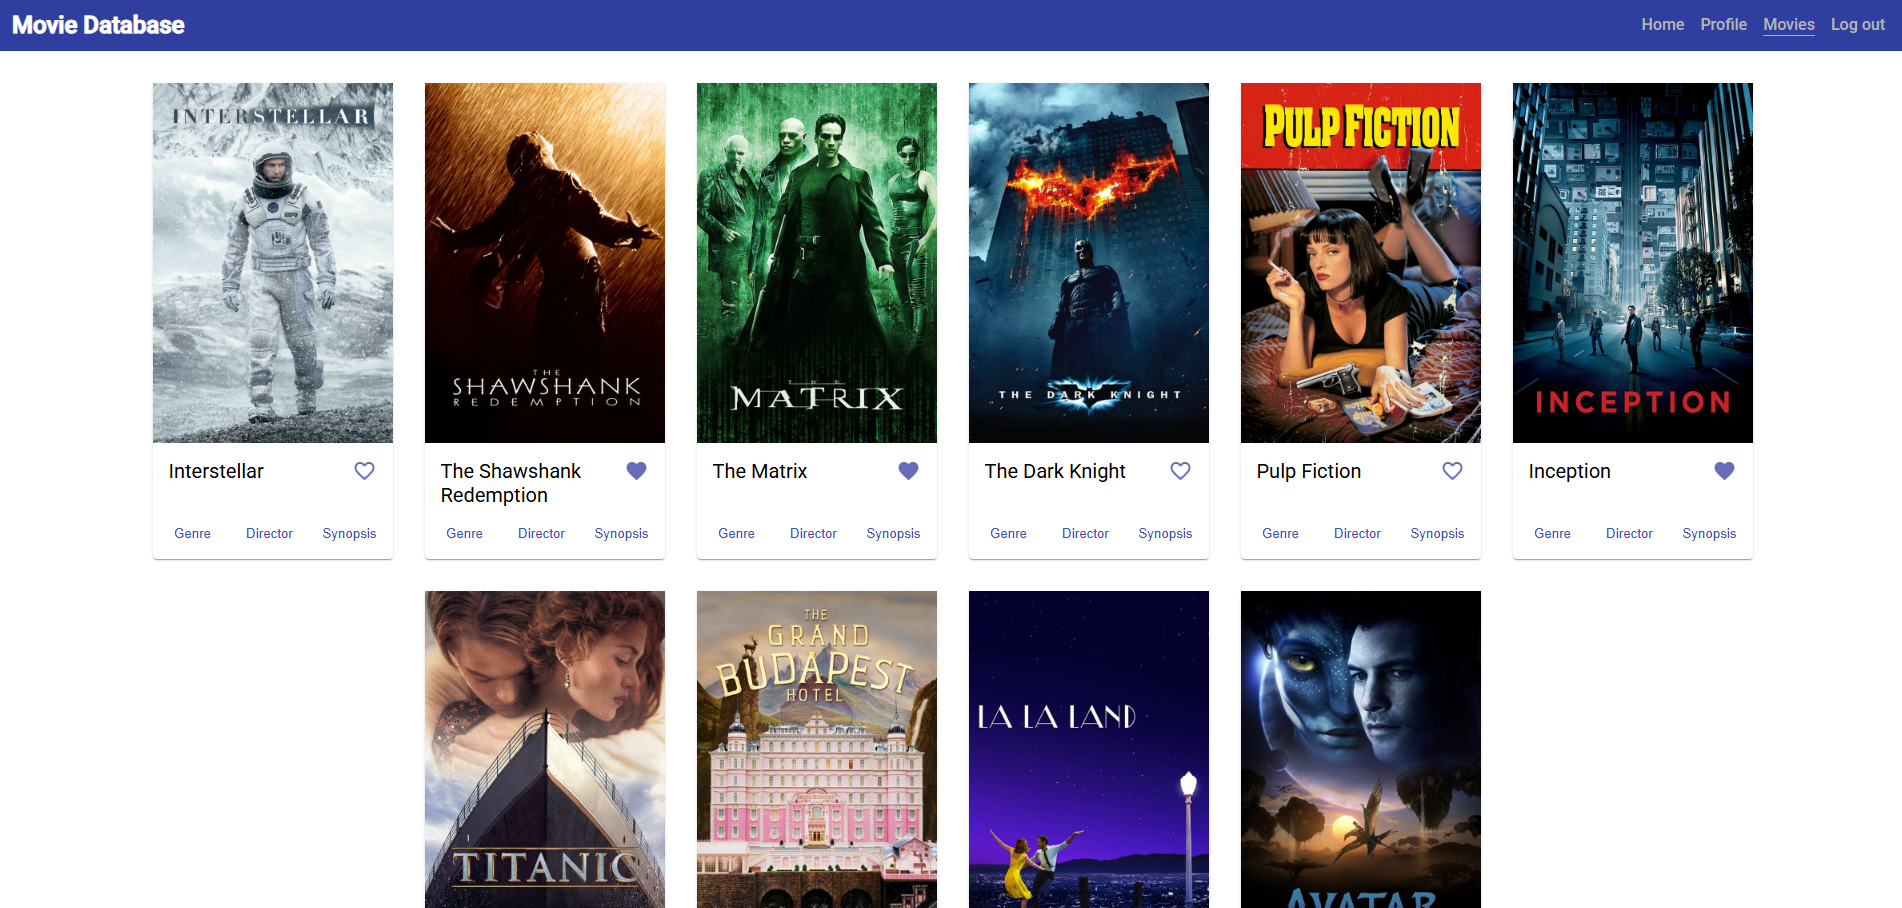 Movie Database
Home Profile Movies Log out
INTERSTELLAR
THE
SHAWSHANK
REDEMPTION
THE
MATRIX
THE DARK KNIGHT
PULP FICTION
INCEPTION
Interstellar
The Shawshank
Redemption
The Matrix
The Dark Knight
Pulp Fiction
Inception
Genre Director Synopsis
Genre Director Synopsis
Genre Director Synopsis
Genre Director Synopsis
Genre Director Synopsis
Genre Director Synopsis
TITANIC
THE
GRAND
BUDAPEST
HOTEL
LA LA LAND
AVATAR